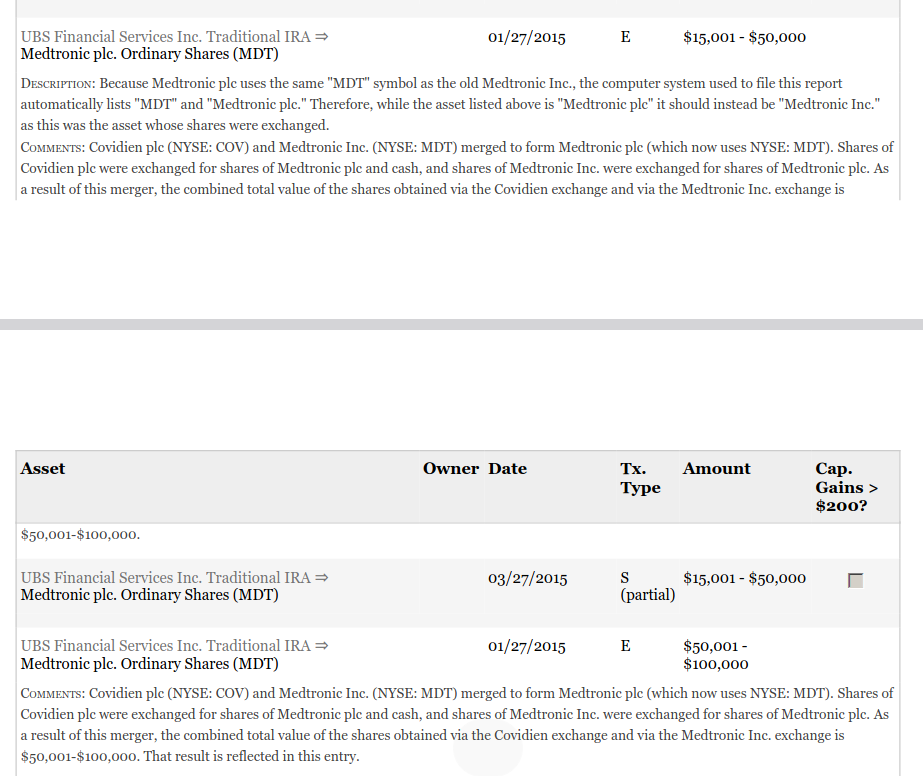 UBS Financial Services Inc. Traditional IRA ⇒ 01/27/2015 E $15,001 - $50,000
Medtronic plc. Ordinary Shares (MDT)
DESCRIPTION: Because Medtronic plc uses the same "MDT" symbol as the old Medtronic Inc., the computer system used to file this report
automatically lists "MDT" and "Medtronic plc." Therefore, while the asset listed above is "Medtronic plc" it should instead be "Medtronic Inc."
as this was the asset whose shares were exchanged.
COMMENTS: Covidien plc (NYSE: COV) and Medtronic Inc. (NYSE: MDT) merged to form Medtronic plc (which now uses NYSE: MDT). Shares of
Covidien plc were exchanged for shares of Medtronic plc and cash, and shares of Medtronic Inc. were exchanged for shares of Medtronic plc. As
a result of this merger, the combined total value of the shares obtained via the Covidien exchange and via the Medtronic Inc. exchange is
Asset Owner Date Tx. Amount Cap.
Type Gains >
$200?
$50,001-$100,000.
UBS Financial Services Inc. Traditional IRA ⇒ 03/27/2015 S $15,001 - $50,000
Medtronic plc. Ordinary Shares (MDT) (partial)
UBS Financial Services Inc. Traditional IRA ⇒ 01/27/2015 E $50,001 -
Medtronic plc. Ordinary Shares (MDT) $100,000
COMMENTS: Covidien plc (NYSE: COV) and Medtronic Inc. (NYSE: MDT) merged to form Medtronic plc (which now uses NYSE: MDT). Shares of
Covidien plc were exchanged for shares of Medtronic plc and cash, and shares of Medtronic Inc. were exchanged for shares of Medtronic plc. As
a result of this merger, the combined total value of the shares obtained via the Covidien exchange and via the Medtronic Inc. exchange is
$50,001-$100,000. That result is reflected in this entry.